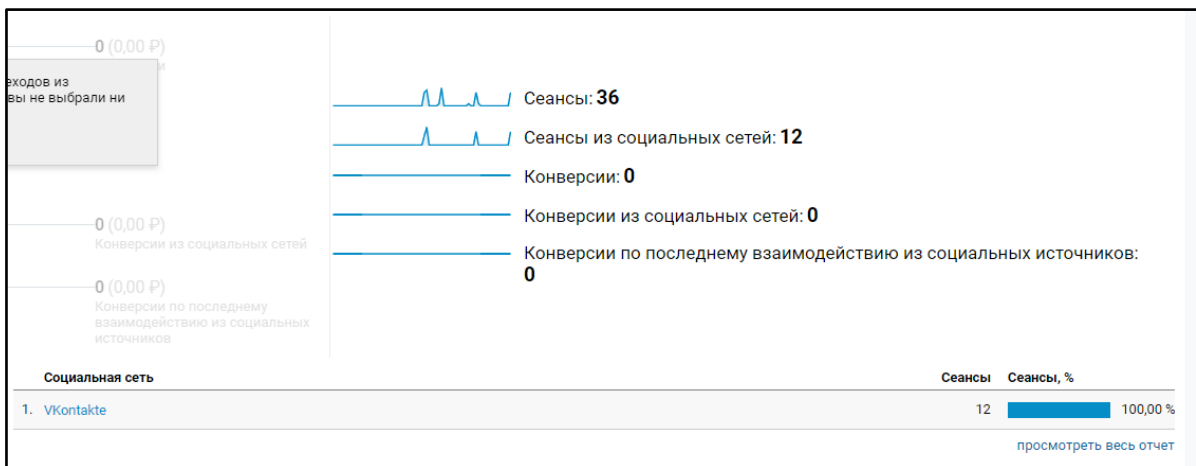 0 (0,00 ₽)
еходов из
вы не выбрали ни
Сеансы: 36
Сеансы из социальных сетей: 12
Конверсии: 0
Конверсии из социальных сетей: 0
Конверсии по последнему взаимодействию из социальных источников:
0
0 (0,00 ₽)
Конверсии из социальных сетей
0 (0,00 ₽)
Конверсии по последнему
взаимодействию из социальных
источников
Социальная сеть Сеансы Сеансы, %
1. VKontakte 12 100,00 %
просмотреть весь отчет